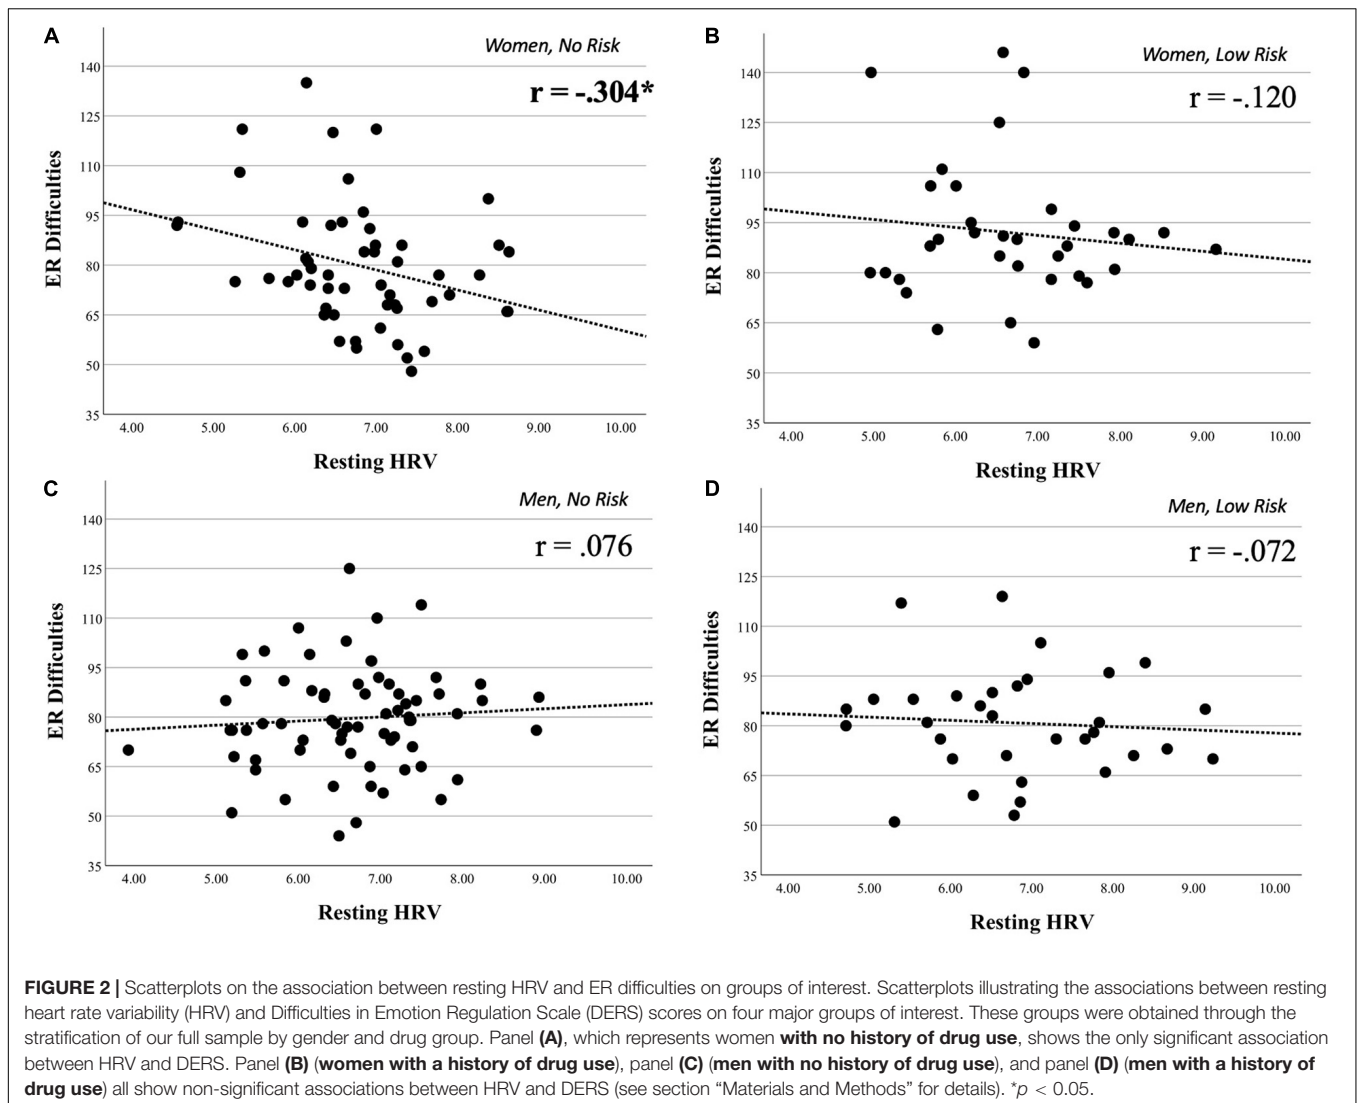 A
Women, No Risk
r = -.304*
ER Difficulties
140
125
110
95
80
65
50
35
4.00 5.00 6.00 7.00 8.00 9.00 10.00
Resting HRV
B
Women, Low Risk
r = -.120
ER Difficulties
140
125
110
95
80
65
50
35
4.00 5.00 6.00 7.00 8.00 9.00 10.00
Resting HRV
C
Men, No Risk
r = .076
ER Difficulties
140
125
110
95
80
65
50
35
4.00 5.00 6.00 7.00 8.00 9.00 10.00
Resting HRV
D
Men, Low Risk
r = -.072
ER Difficulties
140
125
110
95
80
65
50
35
4.00 5.00 6.00 7.00 8.00 9.00 10.00
Resting HRV
FIGURE 2 | Scatterplots on the association between resting HRV and ER difficulties on groups of interest. Scatterplots illustrating the associations between resting
heart rate variability (HRV) and Difficulties in Emotion Regulation Scale (DERS) scores on four major groups of interest. These groups were obtained through the
stratification of our full sample by gender and drug group. Panel (A), which represents women with no history of drug use, shows the only significant association
between HRV and DERS. Panel (B) (women with a history of drug use), panel (C) (men with no history of drug use), and panel (D) (men with a history of
drug use) all show non-significant associations between HRV and DERS (see section “Materials and Methods” for details). *p < 0.05.